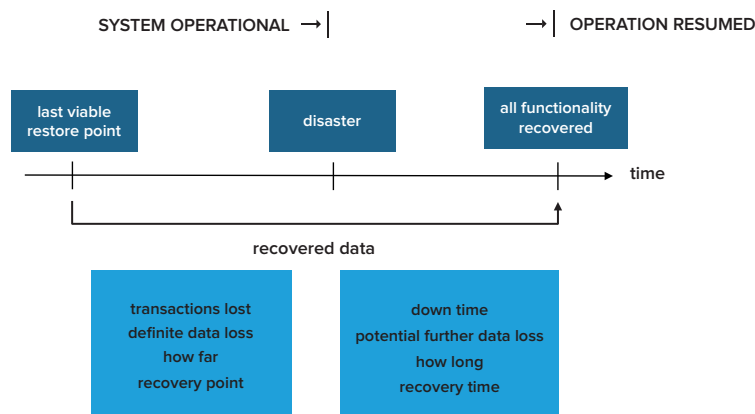 SYSTEM OPERATIONAL
OPERATION RESUMED
last viable
restore point
disaster
all functionality
recovered
time
recovered data
transactions lost
definite data loss
how far
recovery point
down time
potential further data loss
how long
recovery time